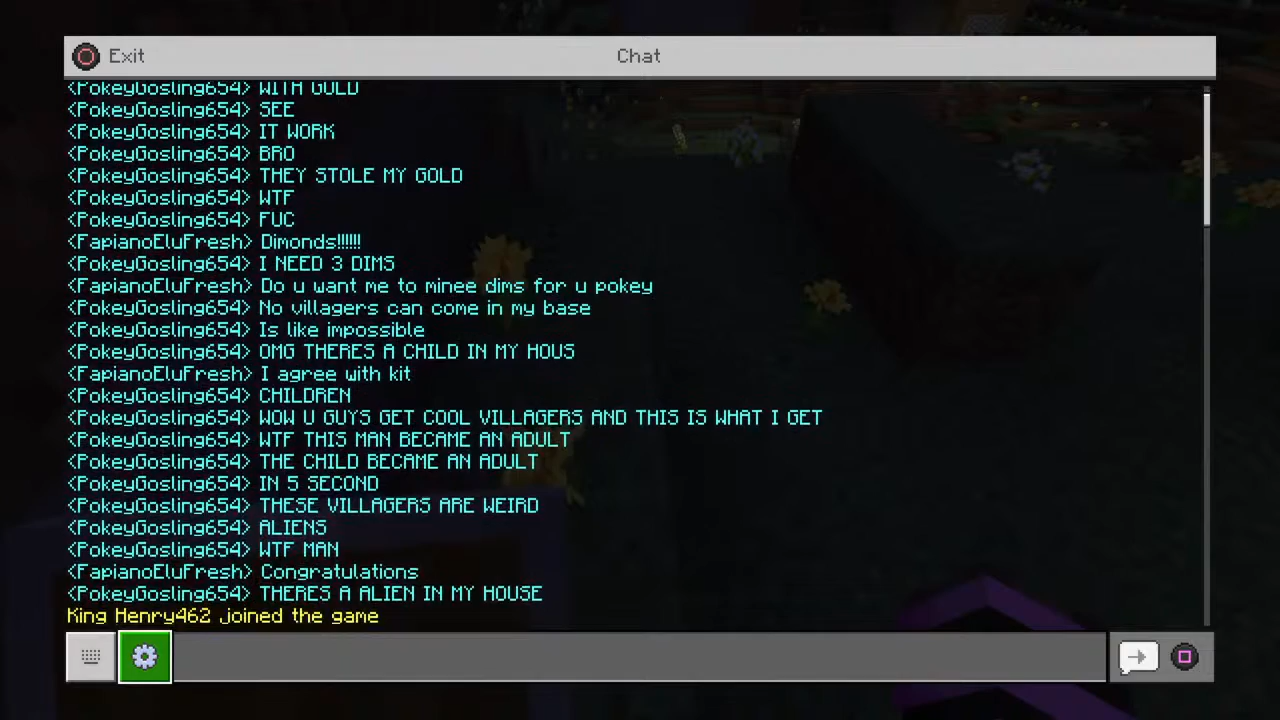 Exit
Chat
<PokeyGosling654> WITH GOLD
<PokeyGosling654> SEE
<PokeyGosling654> IT WORK
<PokeyGosling654> BRO
<PokeyGosling654> THEY STOLE MY GOLD
<PokeyGosling654> WTF
<PokeyGosling654> FUC
<FapianoEluFresh> Dimonds!!!!!!
<PokeyGosling654> I NEED 3 DIMS
<FapianoEluFresh> Do u want me to minee dims for u pokey
<PokeyGosling654> No villagers can come in my base
<PokeyGosling654> Is like impossible
<PokeyGosling654> OMG THERES A CHILD IN MY HOUS
<FapianoEluFresh> I agree with kit
<PokeyGosling654> CHILDREN
<PokeyGosling654> WOW U GUYS GET COOL VILLAGERS AND THIS IS WHAT I GET
<PokeyGosling654> WTF THIS MAN BECAME AN ADULT
<PokeyGosling654> THE CHILD BECAME AN ADULT
<PokeyGosling654> IN 5 SECOND
<PokeyGosling654> THESE VILLAGERS ARE WEIRD
<PokeyGosling654> ALIENS
<PokeyGosling654> WTF MAN
<FapianoEluFresh> Congratulations
<PokeyGosling654> THERES A ALIEN IN MY HOUSE
King Henry462 joined the game